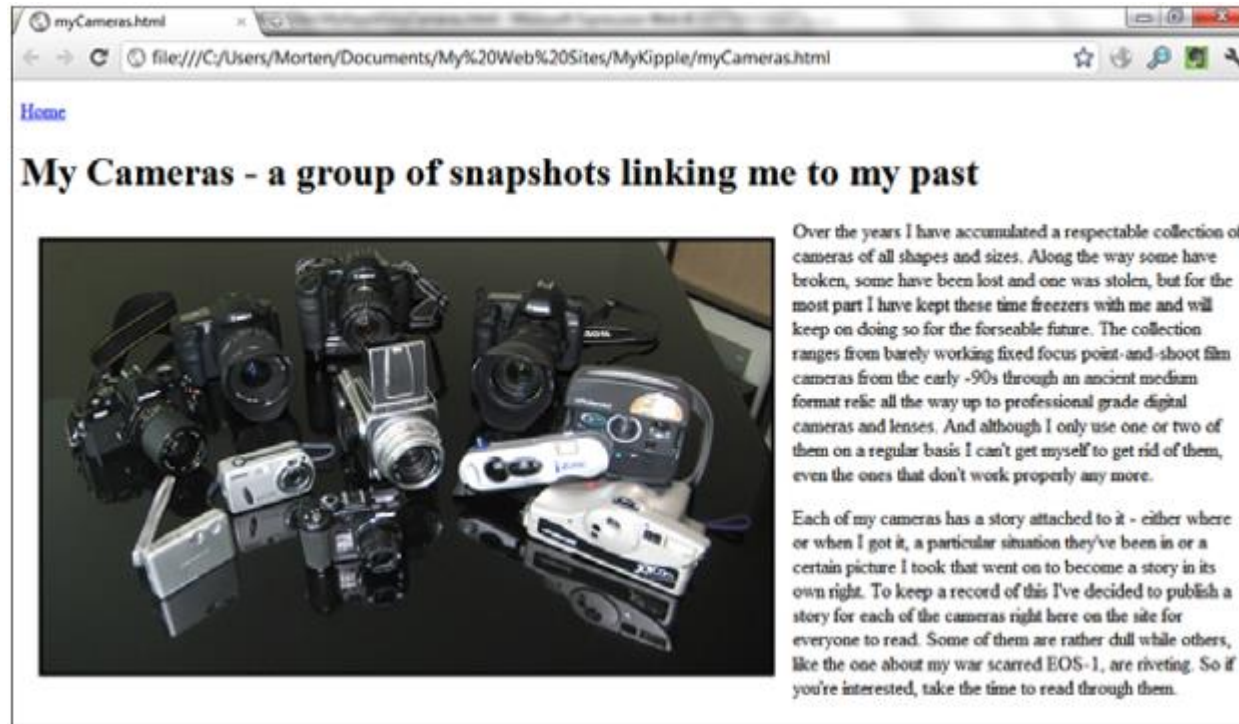 myCameras.html
file:///C:/Users/Morten/Documents/My%20Web%20Sites/MyKipple/myCameras.html
Home
My Cameras - a group of snapshots linking me to my past
Over the years I have accumulated a respectable collection of
cameras of all shapes and sizes. Along the way some have
broken, some have been lost and one was stolen, but for the
most part I have kept these time freezers with me and will
keep on doing so for the forseable future. The collection
ranges from barely working fixed focus point-and-shoot film
cameras from the early -90s through an ancient medium
format relic all the way up to professional grade digital
cameras and lenses. And although I only use one or two of
them on a regular basis I can't get myself to get rid of them,
even the ones that don't work properly any more.
Each of my cameras has a story attached to it - either where
or when I got it, a particular situation they've been in or a
certain picture I took that went on to become a story in its
own right. To keep a record of this I've decided to publish a
story for each of the cameras right here on the site for
everyone to read. Some of them are rather dull while others,
like the one about my war scarred EOS-1, are riveting. So if
you're interested, take the time to read through them.